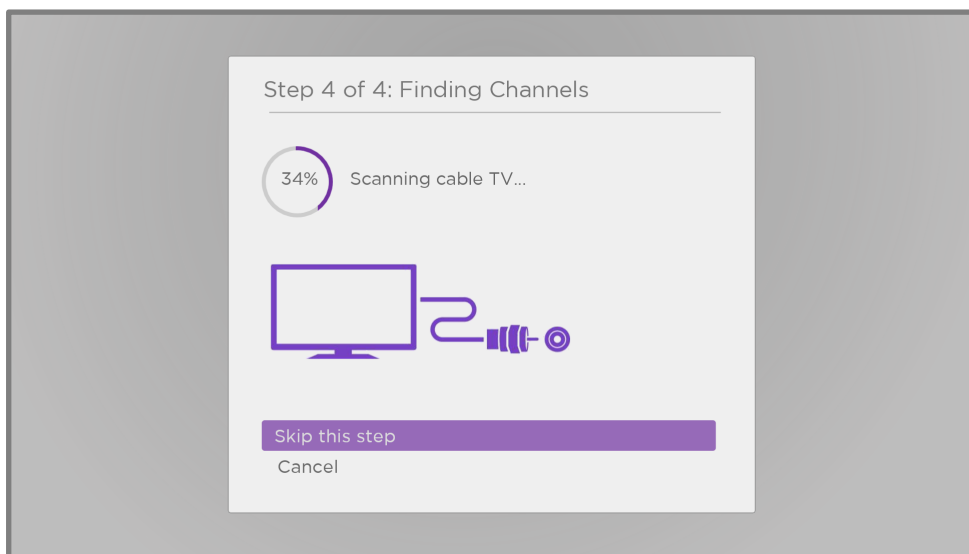 Step 4 of 4: Finding Channels
34% Scanning cable TV...
Skip this step
Cancel